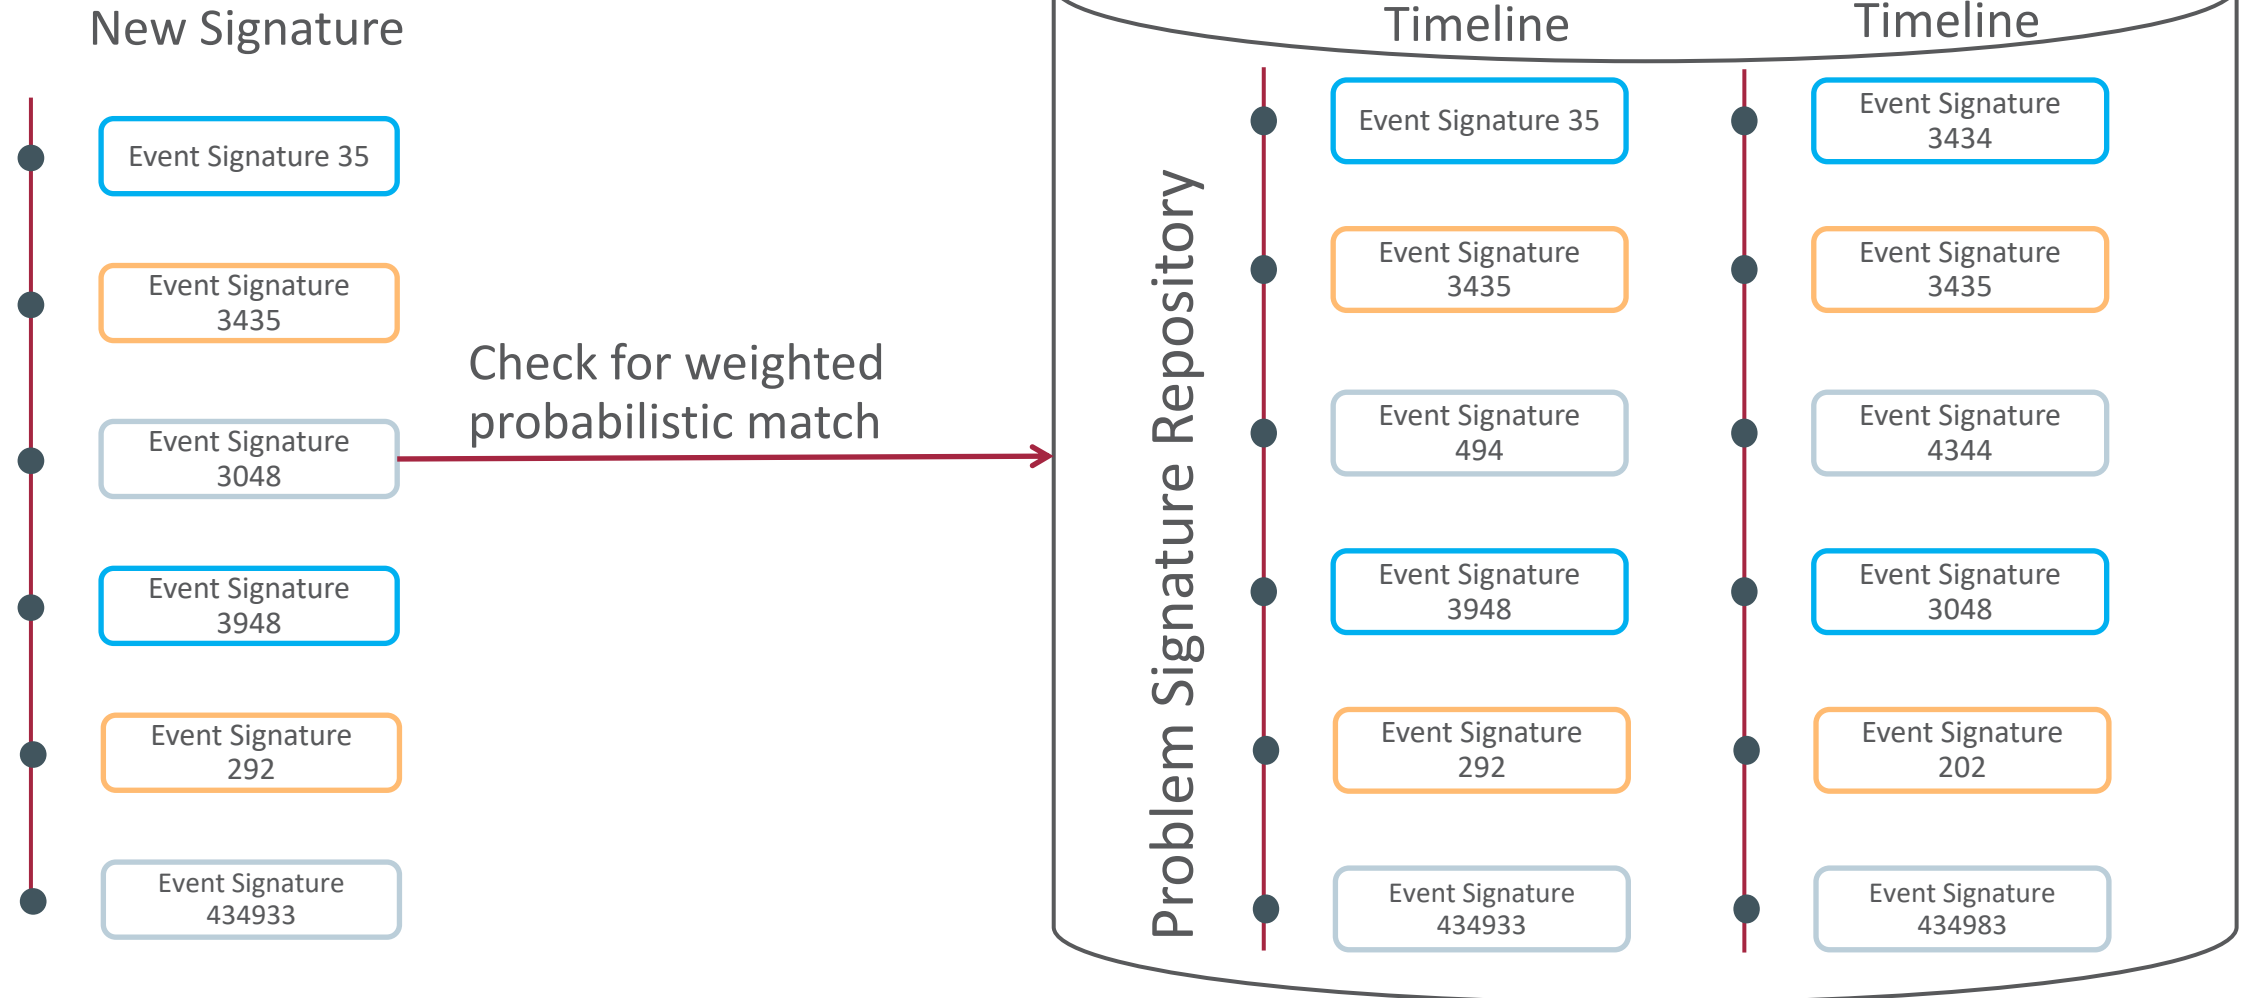 New Signature
Event Signature 35
Event Signature
3435
Event Signature
3048
Event Signature
3948
Event Signature
292
Event Signature
434933
Check for weighted
probabilistic match
Problem Signature Repository
Timeline
Event Signature 35
Event Signature
3435
Event Signature
494
Event Signature
3948
Event Signature
292
Event Signature
434933
Timeline
Event Signature
3434
Event Signature
3435
Event Signature
4344
Event Signature
3048
Event Signature
202
Event Signature
434983